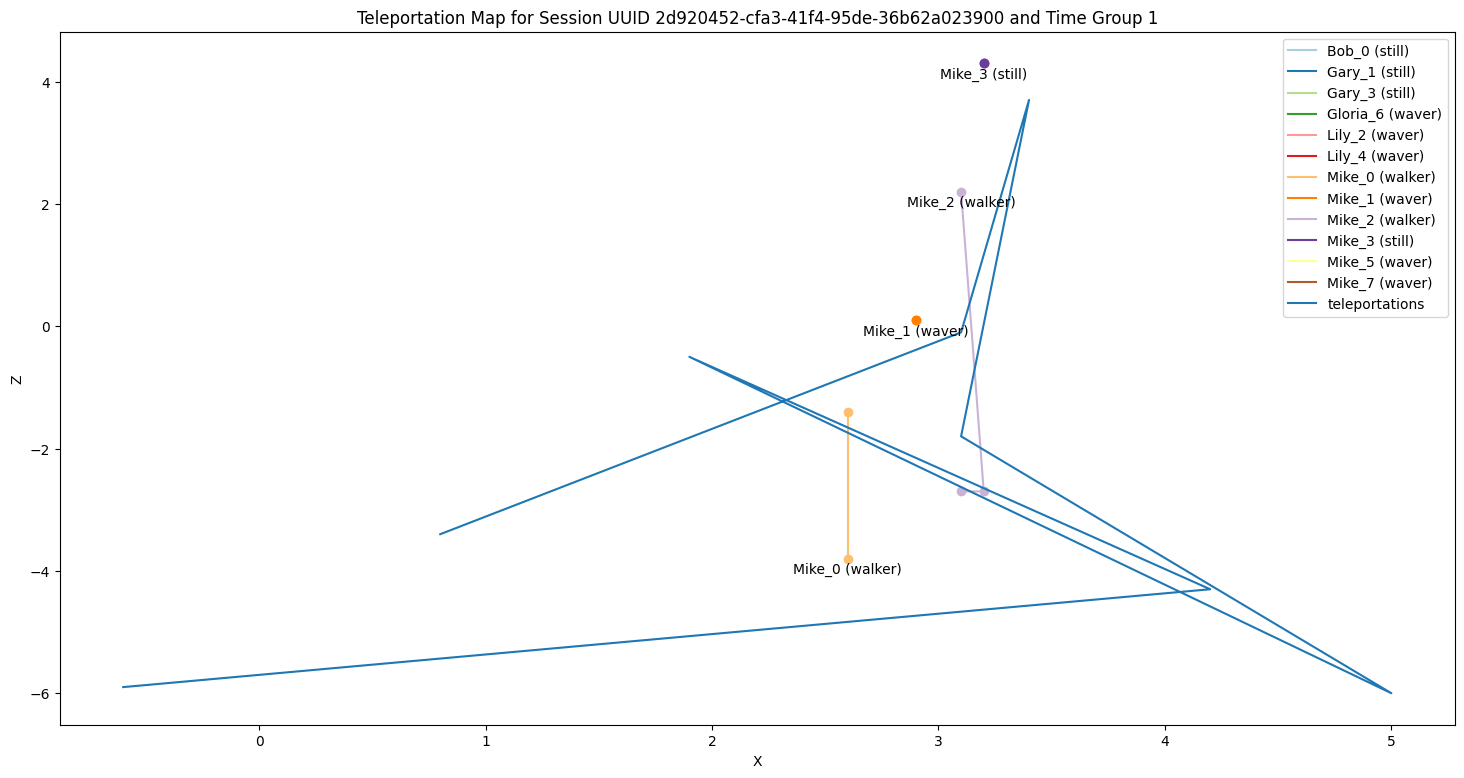 Teleportation Map for Session UUID 2d920452-cfa3-41f4-95de-36b62a023900 and Time Group 1
Bob_0 (still)
Gary_1 (still)
Gary_3 (still)
Gloria_6 (waver)
Lily_2 (waver)
Lily_4 (waver)
Mike_0 (walker)
Mike_1 (waver)
Mike_2 (walker)
Mike_3 (still)
Mike_5 (waver)
Mike_7 (waver)
teleportations
Mike_3 (still)
Mike_2 (walker)
Mike_1 (waver)
Mike_0 (walker)
4
2
0
−2
−4
−6
Z
0 1 2 3 4 5
X